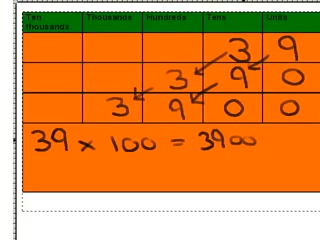 Ten thousands Thousands Hundreds Tens Units
3 9
3 9 0
3 9 0 0
39 × 100 = 3900